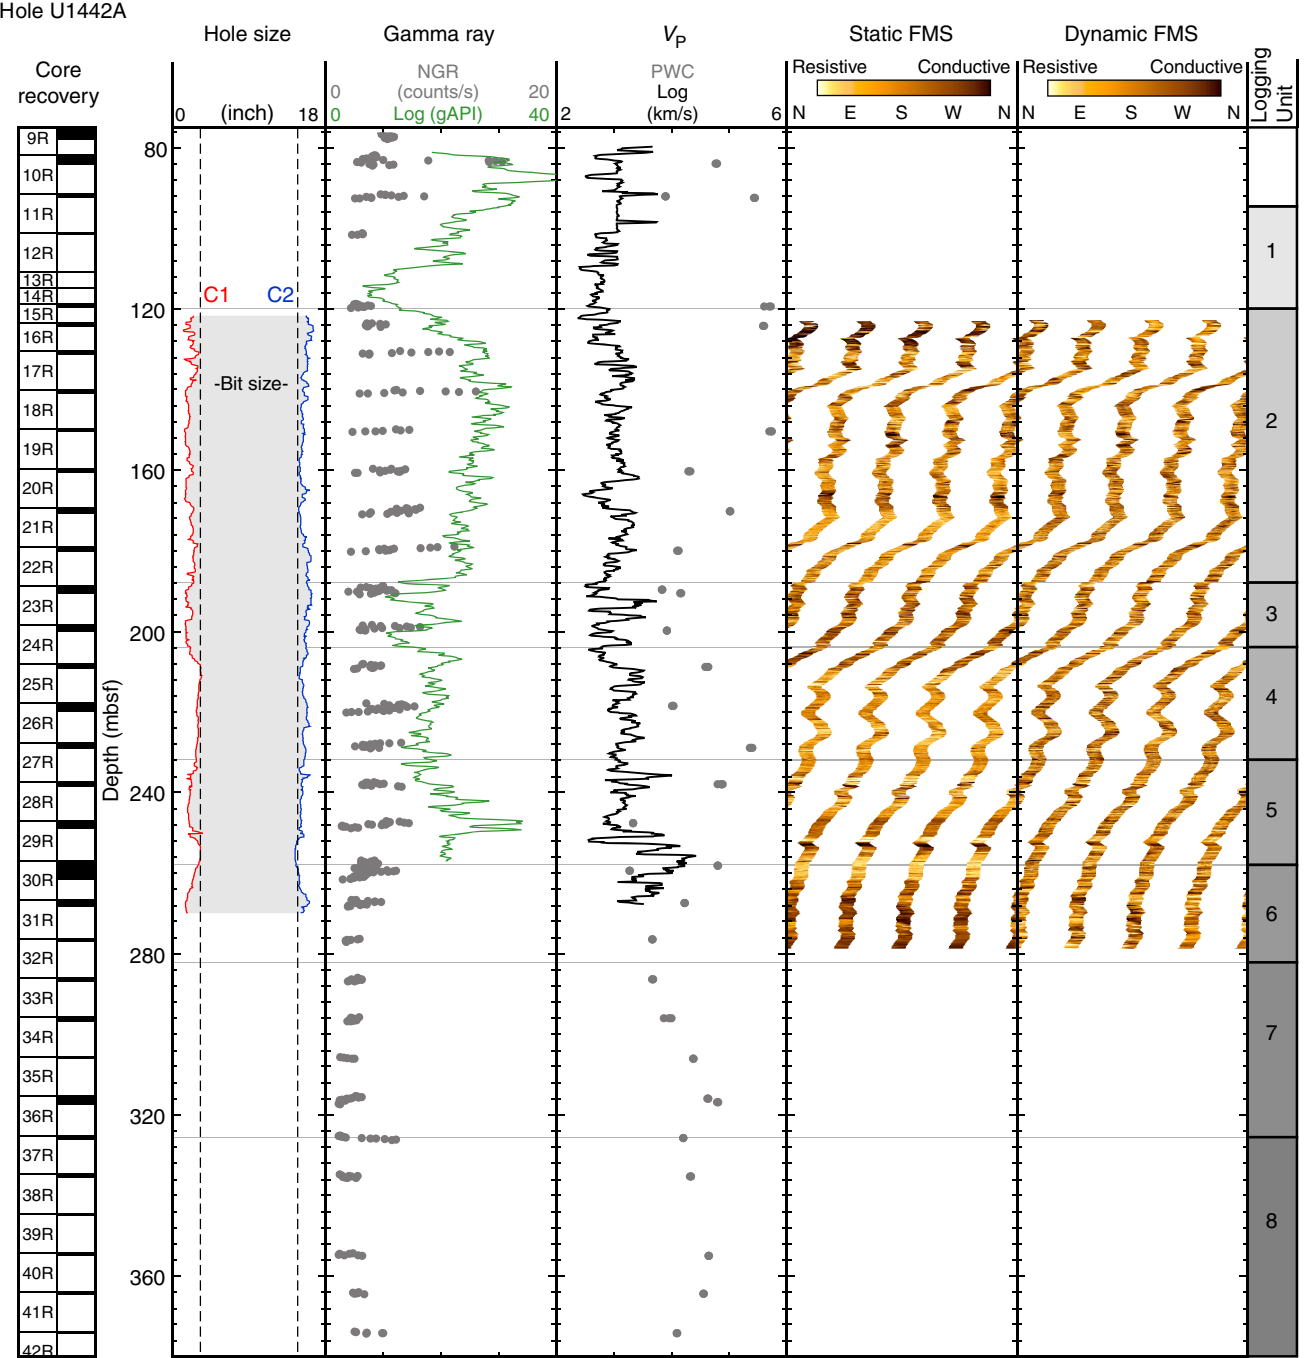 Hole U1442A
Hole size
Gamma ray
VP
Static FMS
Dynamic FMS
Core
recovery
NGR
(counts/s)
0
20
PWC
Log
(km/s)
Resistive
Conductive
Resistive
Conductive
Logging
Unit
0
(inch)
18
0
Log (gAPI)
40
2
6
N E S W N
N E S W N
9R
10R
11R
12R
13R
14R
15R
16R
17R
18R
19R
20R
21R
22R
23R
24R
25R
26R
27R
28R
29R
30R
31R
32R
33R
34R
35R
36R
37R
38R
39R
40R
41R
42R
Depth (mbsf)
80
120
160
200
240
280
320
360
C1
C2
-Bit size-
1
2
3
4
5
6
7
8